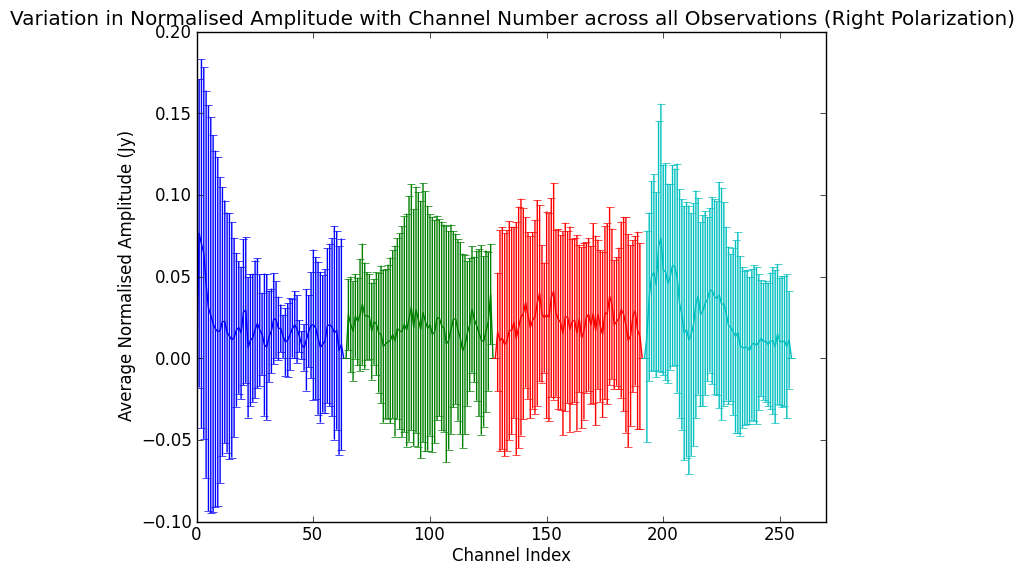 Variation in Normalised Amplitude with Channel Number across all Observations (Right Polarization)
0.20
0.15
0.10
0.05
0.00
−0.05
−0.10
Average Normalised Amplitude (Jy)
0 50 100 150 200 250
Channel Index